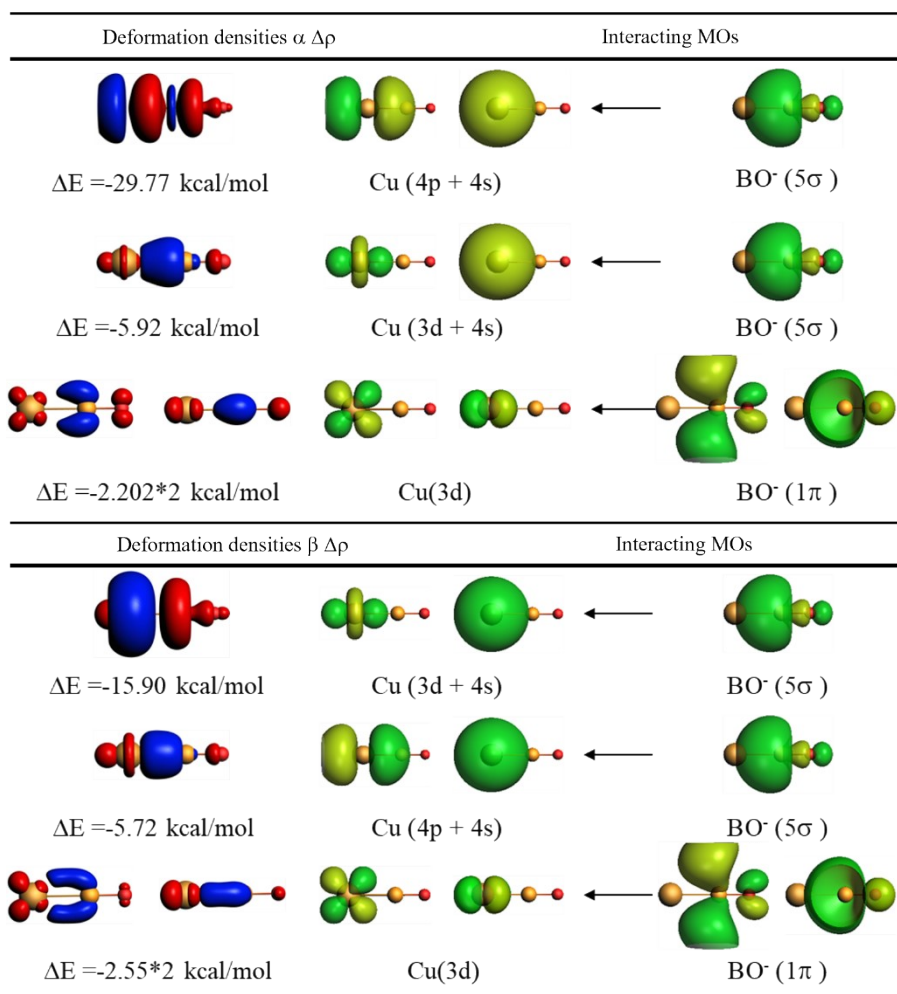 Deformation densities α Δρ Interacting MOs
ΔE =-29.77 kcal/mol Cu (4p + 4s) BO⁻ (5σ )
ΔE =-5.92 kcal/mol Cu (3d + 4s) BO⁻ (5σ )
ΔE =-2.202*2 kcal/mol Cu(3d) BO⁻ (1π )
Deformation densities β Δρ Interacting MOs
ΔE =-15.90 kcal/mol Cu (3d + 4s) BO⁻ (5σ )
ΔE =-5.72 kcal/mol Cu (4p + 4s) BO⁻ (5σ )
ΔE =-2.55*2 kcal/mol Cu(3d) BO⁻ (1π )